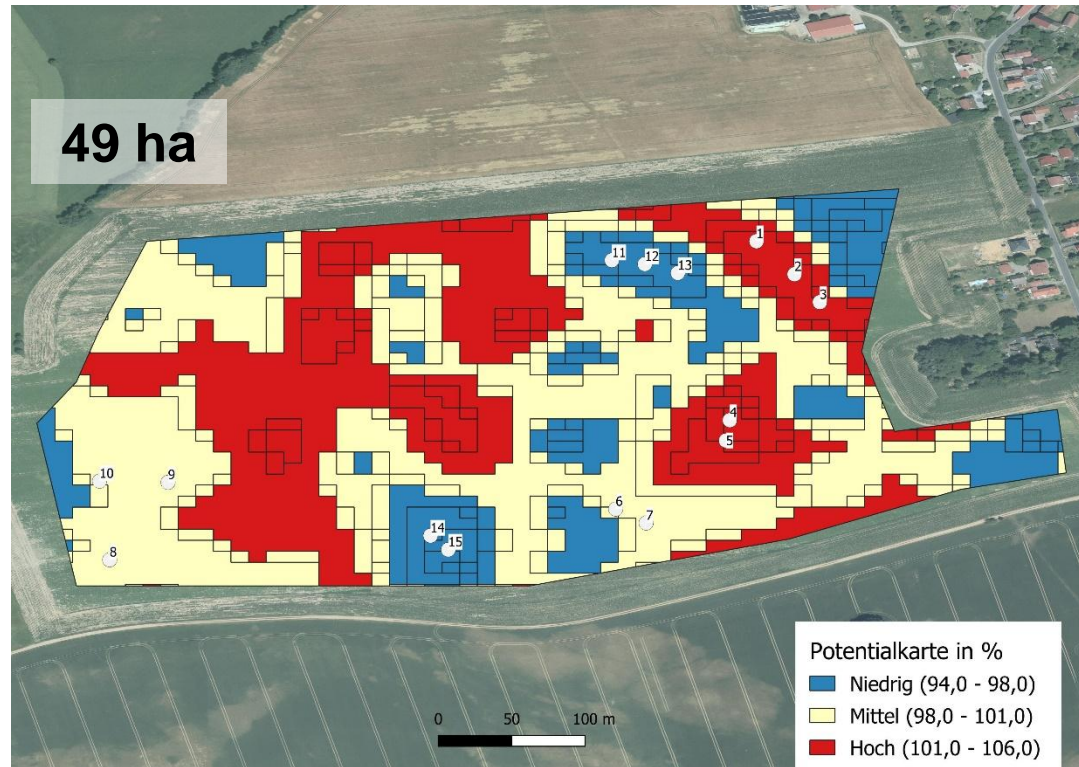 49 ha
1
11
12
13
2
3
4
5
10
9
6
7
14
15
8
0 50 100 m
Potentialkarte in %
Niedrig (94,0 - 98,0)
Mittel (98,0 - 101,0)
Hoch (101,0 - 106,0)